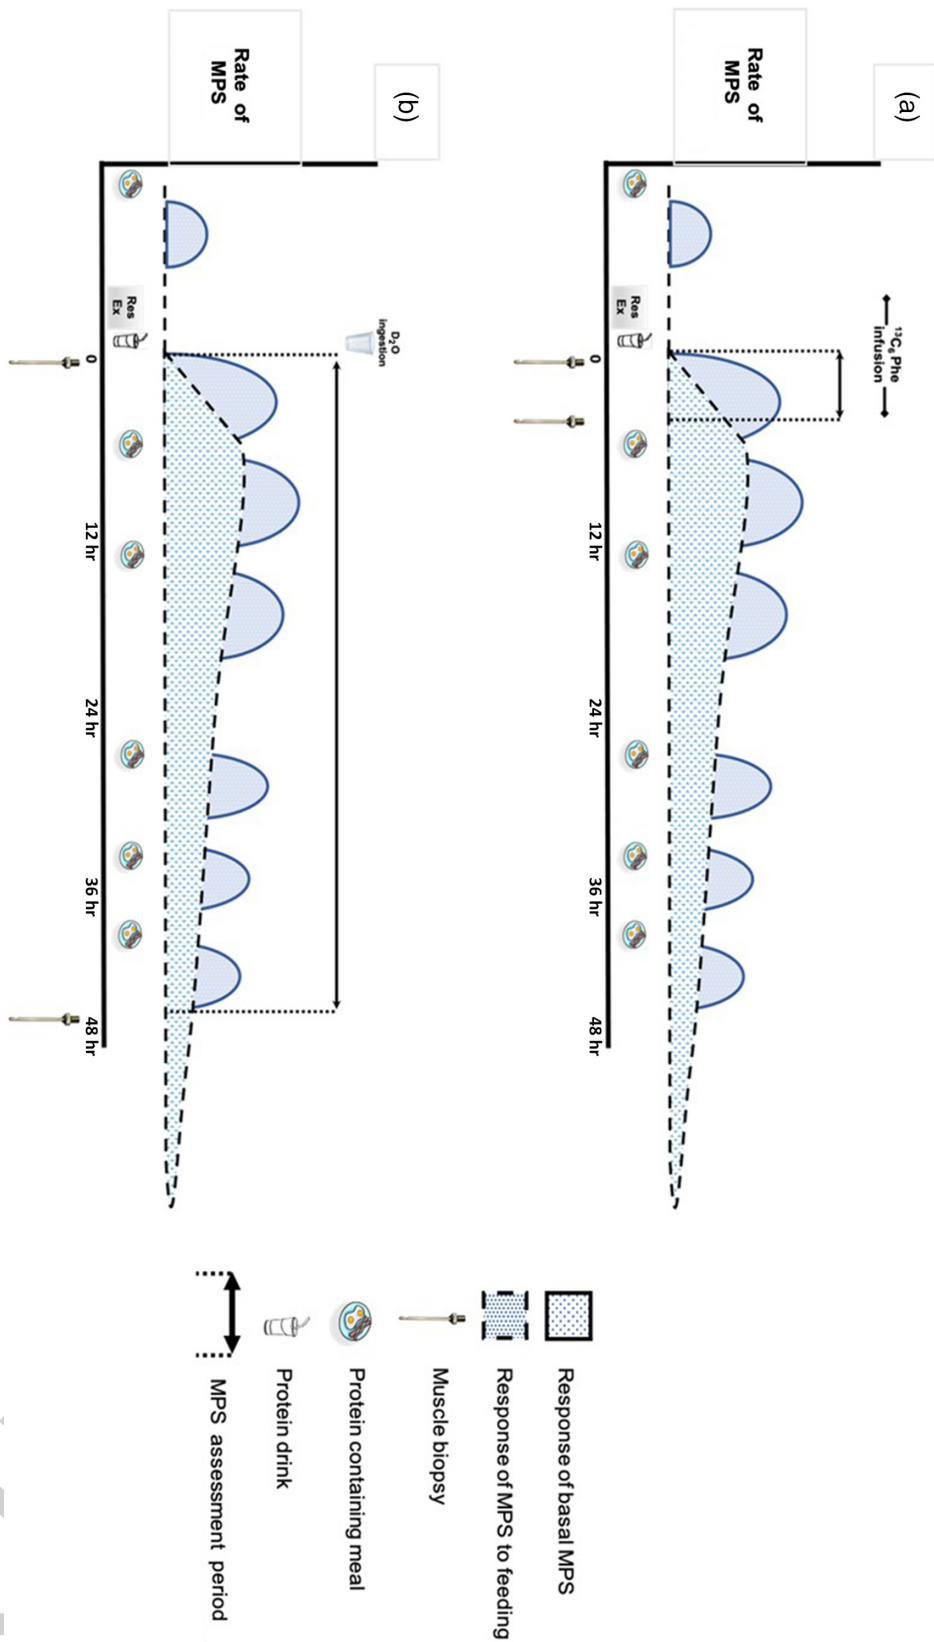 (a)
¹³C₆ Phe
infusion
Rate of
MPS
Res
Ex
0
12 hr
24 hr
36 hr
48 hr
(b)
D₂O
ingestion
Rate of
MPS
Res
Ex
0
12 hr
24 hr
36 hr
48 hr
Response of basal MPS
Response of MPS to feeding
Muscle biopsy
Protein containing meal
Protein drink
MPS assessment period